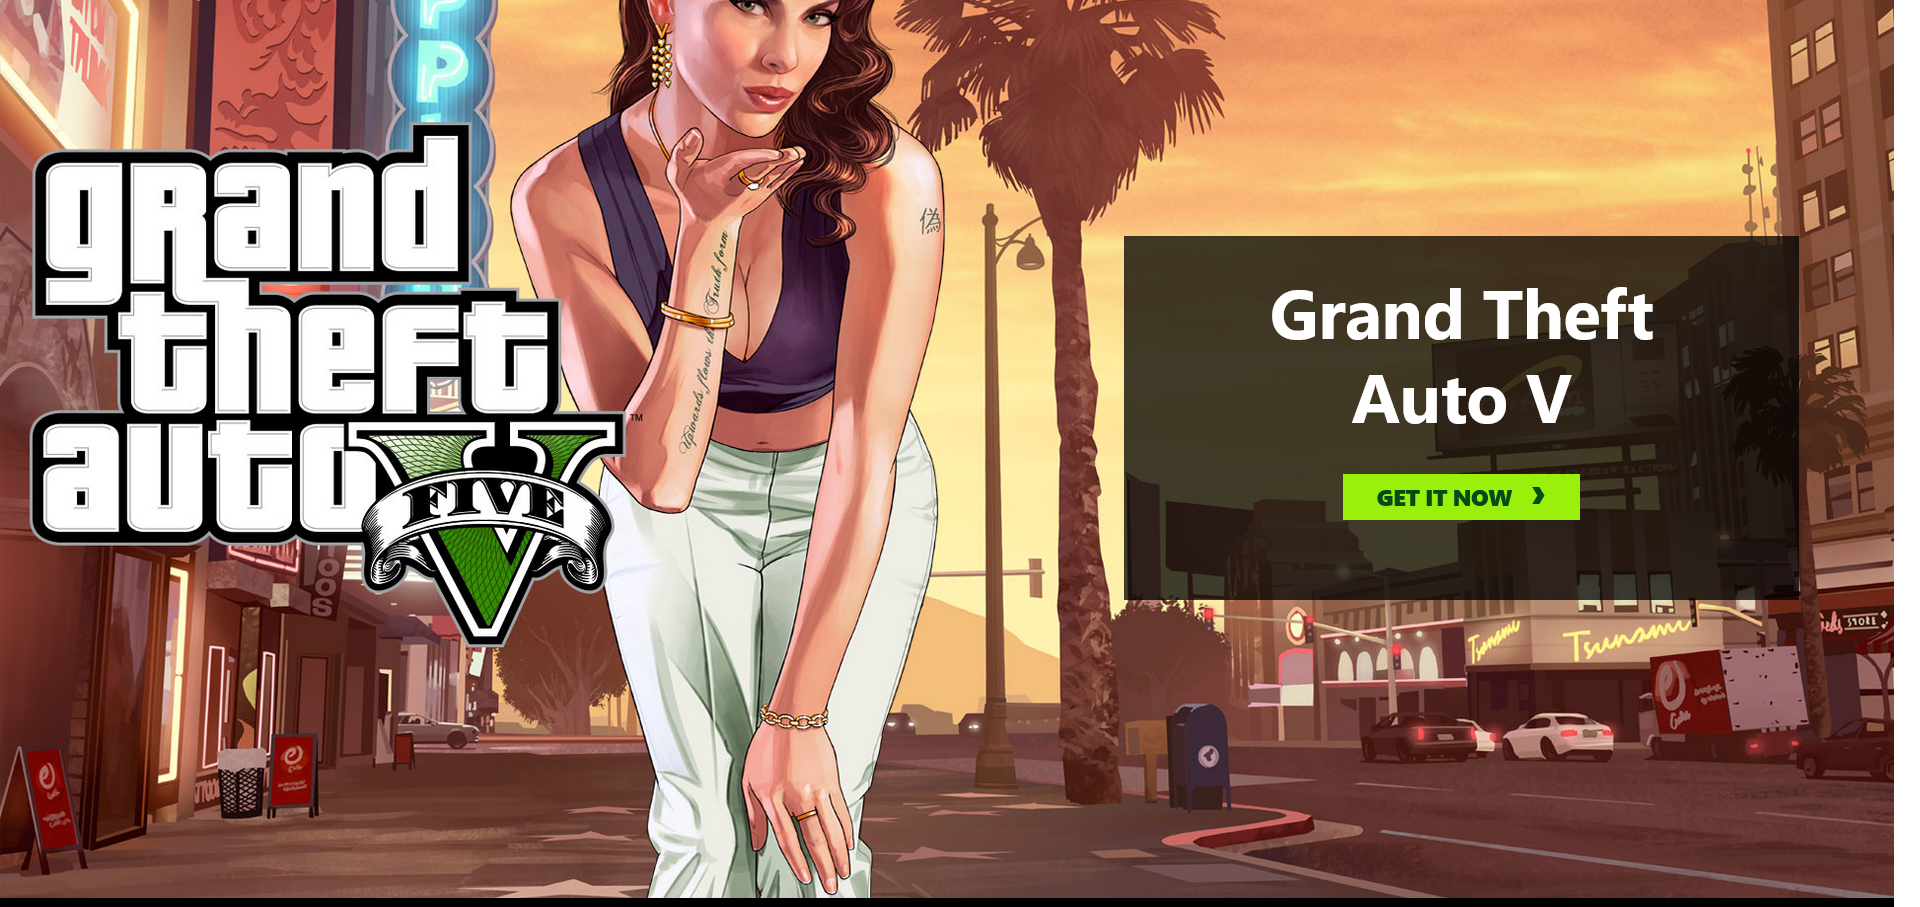 grand
theft
auto V
FIVE
TM
偽
Truth form
Upwards flows the
Grand Theft
Auto V
GET IT NOW
Tsunami
Tsunami
STORE